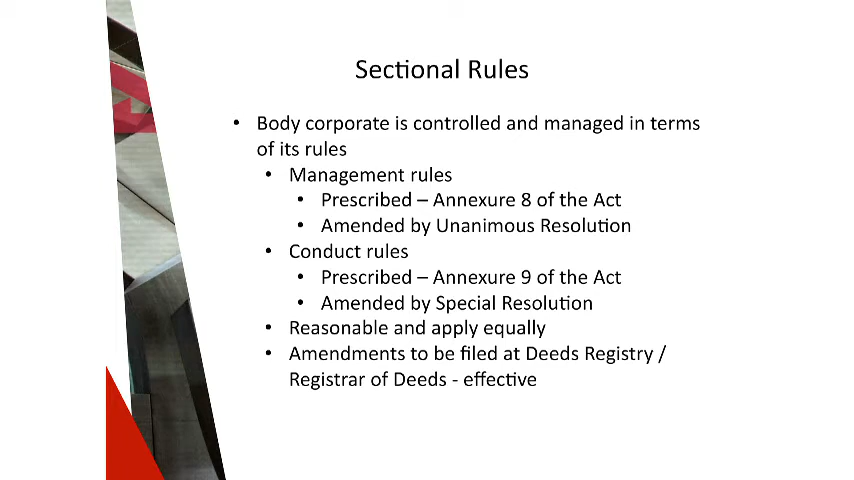 Sectional Rules
• Body corporate is controlled and managed in terms
of its rules
• Management rules
• Prescribed – Annexure 8 of the Act
• Amended by Unanimous Resolution
• Conduct rules
• Prescribed – Annexure 9 of the Act
• Amended by Special Resolution
• Reasonable and apply equally
• Amendments to be filed at Deeds Registry /
Registrar of Deeds - effective